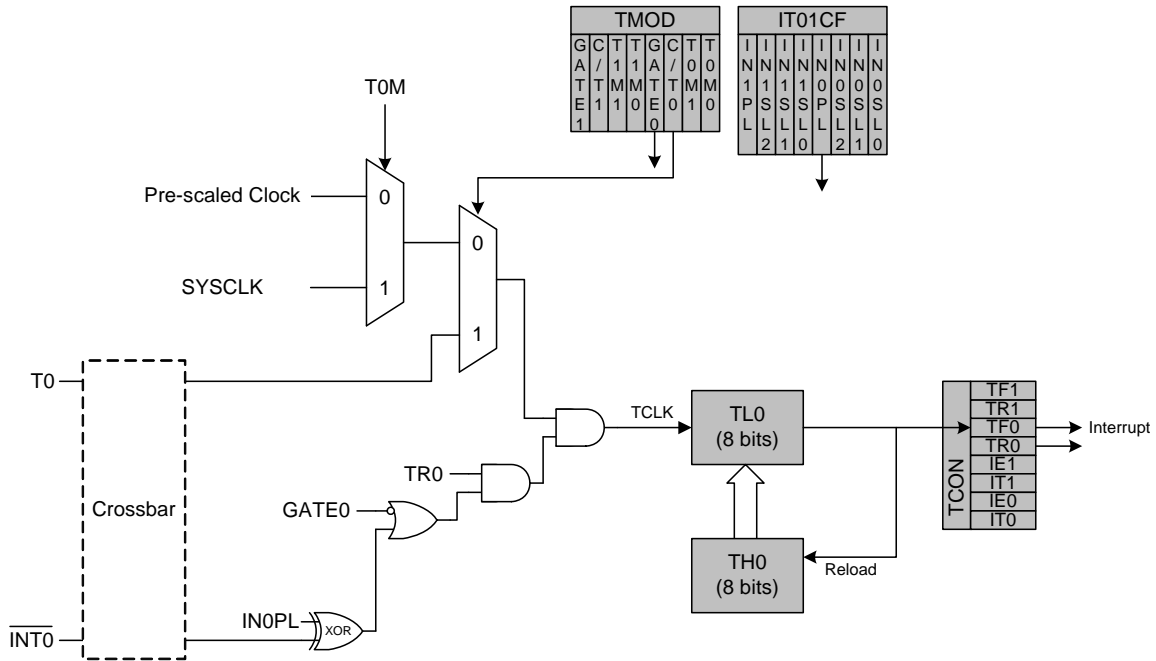 TMOD
GATE1
C/T1
T1M1
T1M0
GATE0
C/T0
T0M1
T0M0
IT01CF
IN1PL
IN1SL2
IN1SL1
IN1SL0
IN0PL
IN0SL2
IN0SL1
IN0SL0
T0M
Pre-scaled Clock
0
SYSCLK
1
0
1
T0
Crossbar
INT0
TR0
GATE0
IN0PL
XOR
TCLK
TL0
(8 bits)
TH0
(8 bits)
Reload
TCON
TF1
TR1
TF0
TR0
IE1
IT1
IE0
IT0
Interrupt